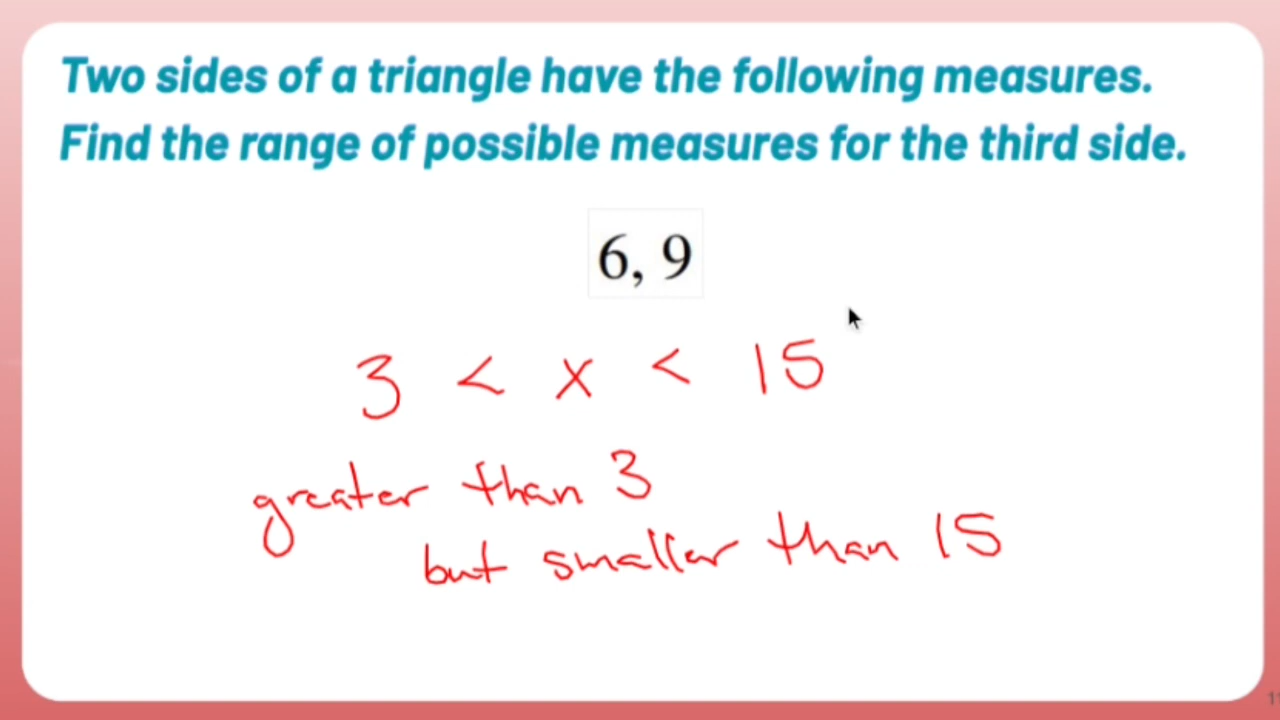 Two sides of a triangle have the following measures.
Find the range of possible measures for the third side.
6, 9
3 < x < 15
greater than 3
but smaller than 15